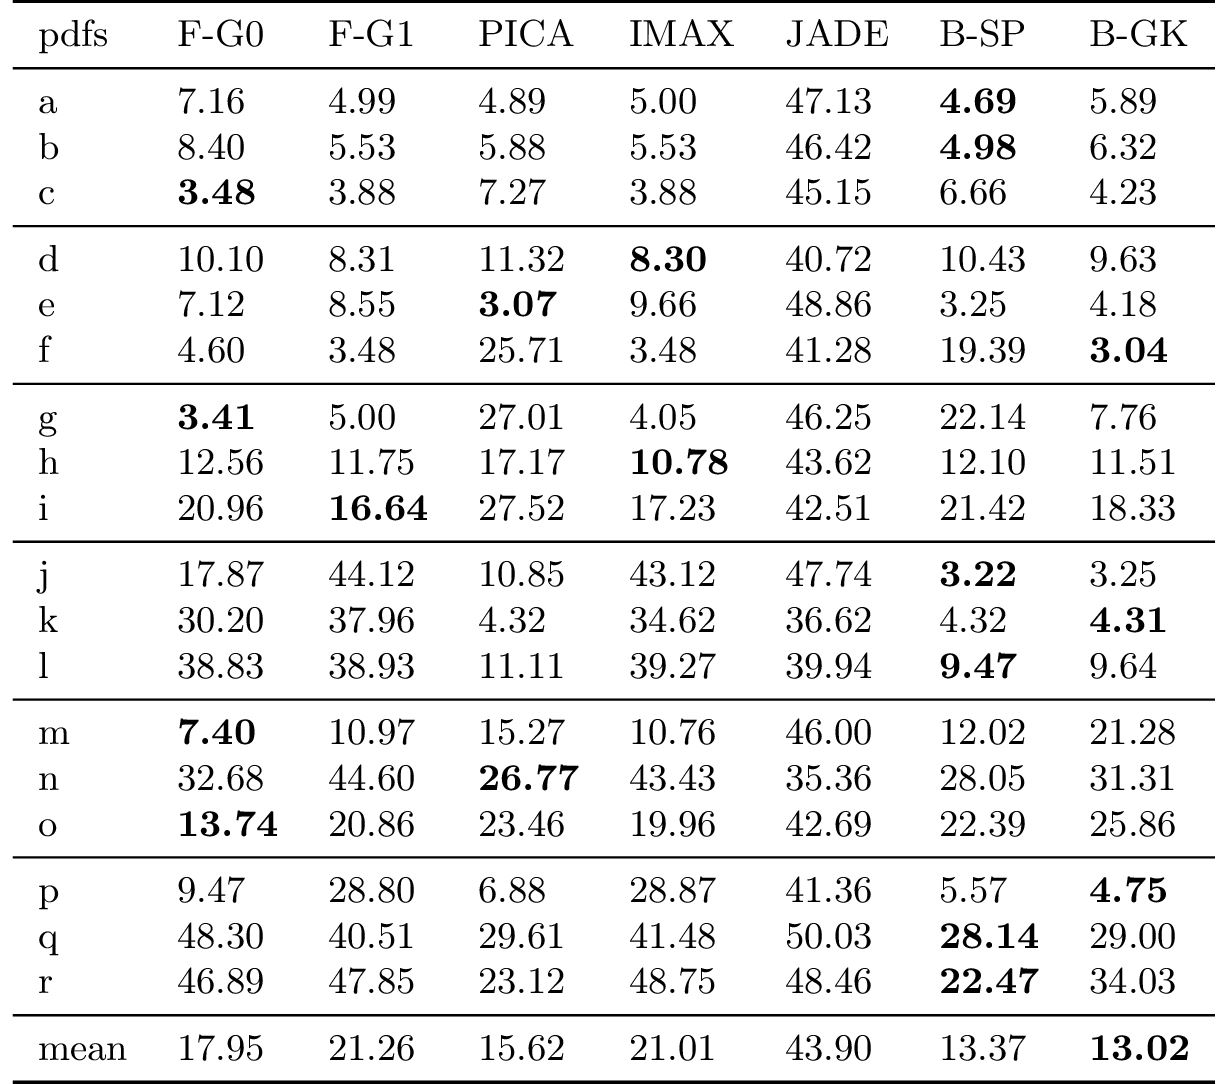 pdfs F-G0 F-G1 PICA IMAX JADE B-SP B-GK
a 7.16 4.99 4.89 5.00 47.13 4.69 5.89
b 8.40 5.53 5.88 5.53 46.42 4.98 6.32
c 3.48 3.88 7.27 3.88 45.15 6.66 4.23
d 10.10 8.31 11.32 8.30 40.72 10.43 9.63
e 7.12 8.55 3.07 9.66 48.86 3.25 4.18
f 4.60 3.48 25.71 3.48 41.28 19.39 3.04
g 3.41 5.00 27.01 4.05 46.25 22.14 7.76
h 12.56 11.75 17.17 10.78 43.62 12.10 11.51
i 20.96 16.64 27.52 17.23 42.51 21.42 18.33
j 17.87 44.12 10.85 43.12 47.74 3.22 3.25
k 30.20 37.96 4.32 34.62 36.62 4.32 4.31
l 38.83 38.93 11.11 39.27 39.94 9.47 9.64
m 7.40 10.97 15.27 10.76 46.00 12.02 21.28
n 32.68 44.60 26.77 43.43 35.36 28.05 31.31
o 13.74 20.86 23.46 19.96 42.69 22.39 25.86
p 9.47 28.80 6.88 28.87 41.36 5.57 4.75
q 48.30 40.51 29.61 41.48 50.03 28.14 29.00
r 46.89 47.85 23.12 48.75 48.46 22.47 34.03
mean 17.95 21.26 15.62 21.01 43.90 13.37 13.02